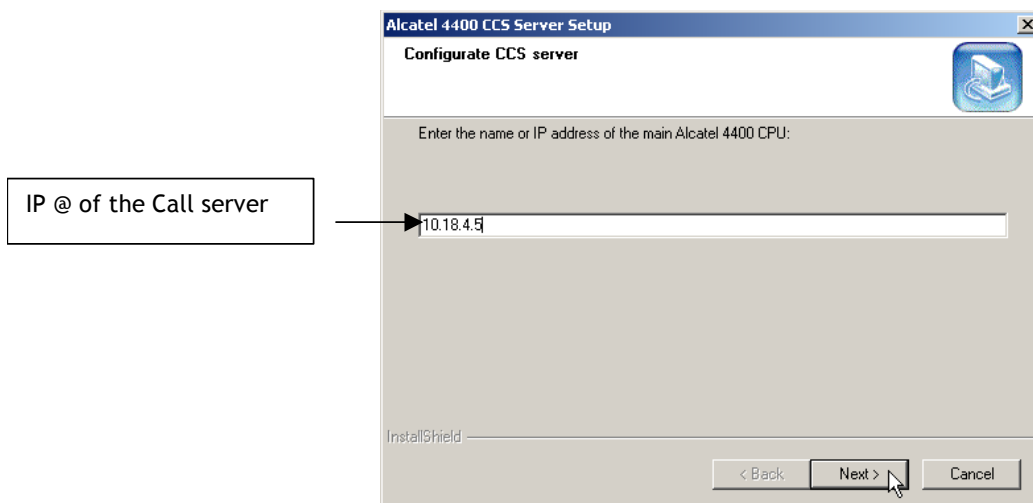 Alcatel 4400 CCS Server Setup
Configurate CCS server
Enter the name or IP address of the main Alcatel 4400 CPU:
IP @ of the Call server
10.18.4.5
InstallShield
< Back
Next >
Cancel